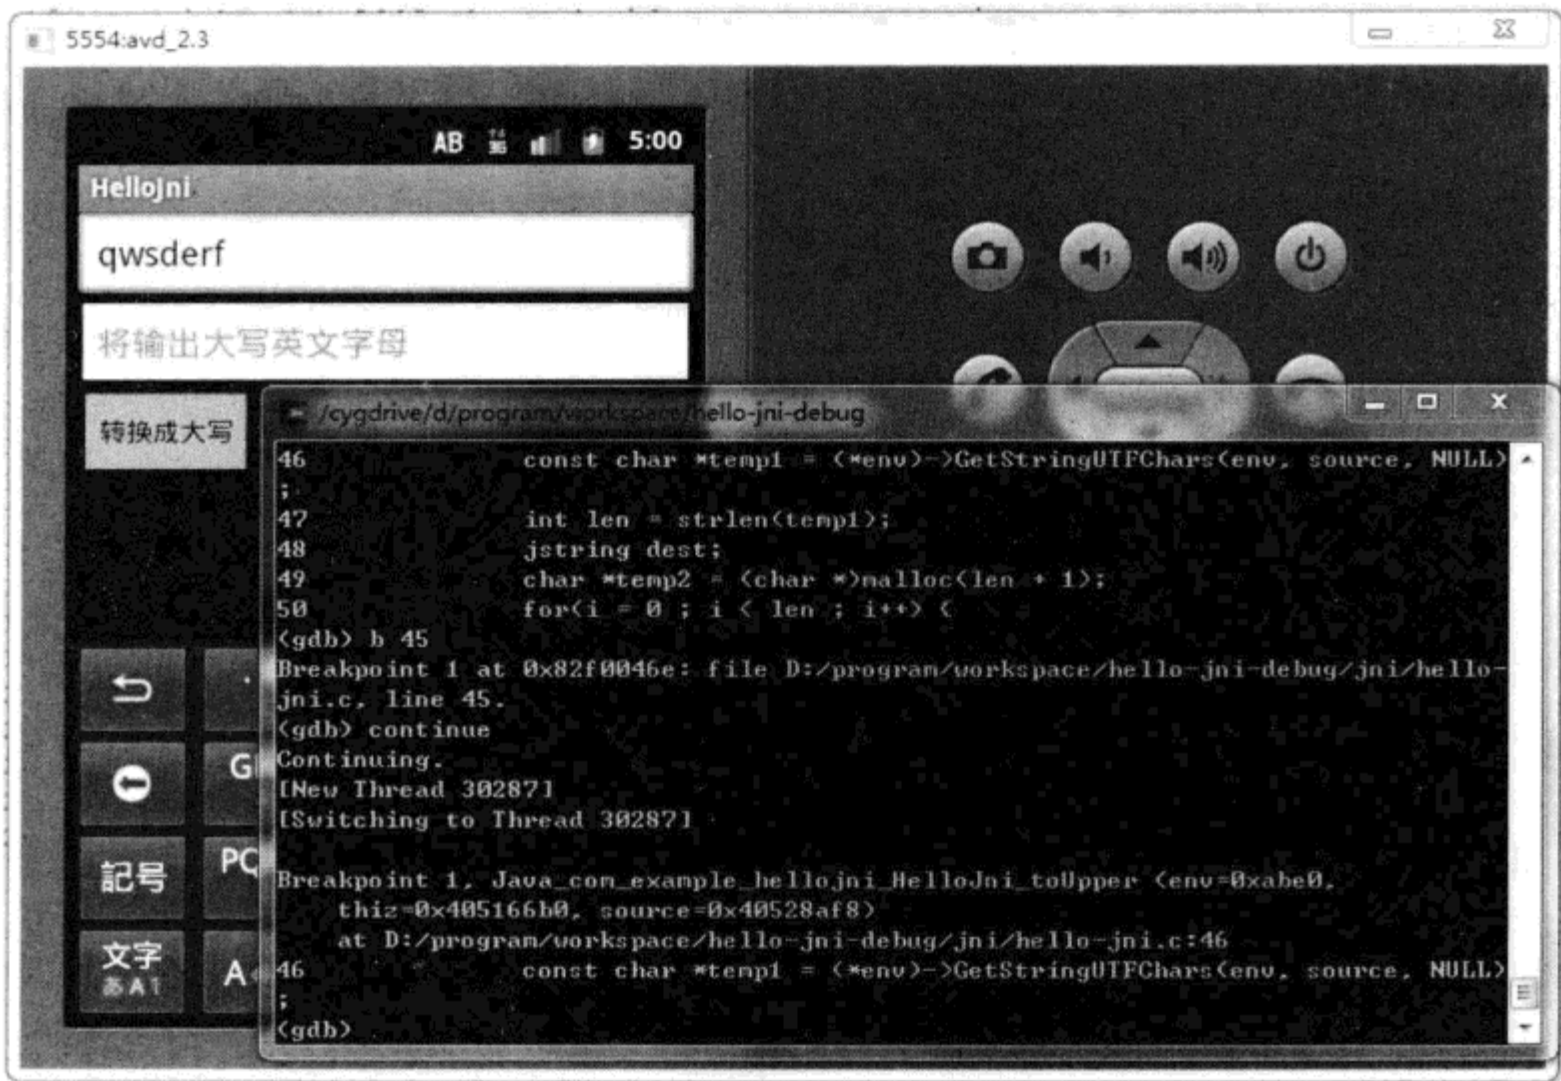 5554:avd_2.3
AB 3G 5:00
HelloJni
qwsderf
将输出大写英文字母
转换成大写
/cygdrive/d/program/workspace/hello-jni-debug
46 const char *temp1 = (*env)->GetStringUTFChars(env, source, NULL)
;
47 int len = strlen(temp1);
48 jstring dest;
49 char *temp2 = (char *)malloc(len + 1);
50 for(i = 0 ; i < len ; i++) {
(gdb) b 45
Breakpoint 1 at 0x82f0046e: file D:/program/workspace/hello-jni-debug/jni/hello-
jni.c, line 45.
(gdb) continue
Continuing.
[New Thread 30287]
[Switching to Thread 30287]
Breakpoint 1, Java_com_example_hellojni_HelloJni_toUpper (env=0xabe0,
thiz=0x405166b0, source=0x40528af8)
at D:/program/workspace/hello-jni-debug/jni/hello-jni.c:46
46 const char *temp1 = (*env)->GetStringUTFChars(env, source, NULL)
;
(gdb)
G
記号
PQ
文字
あA1
A